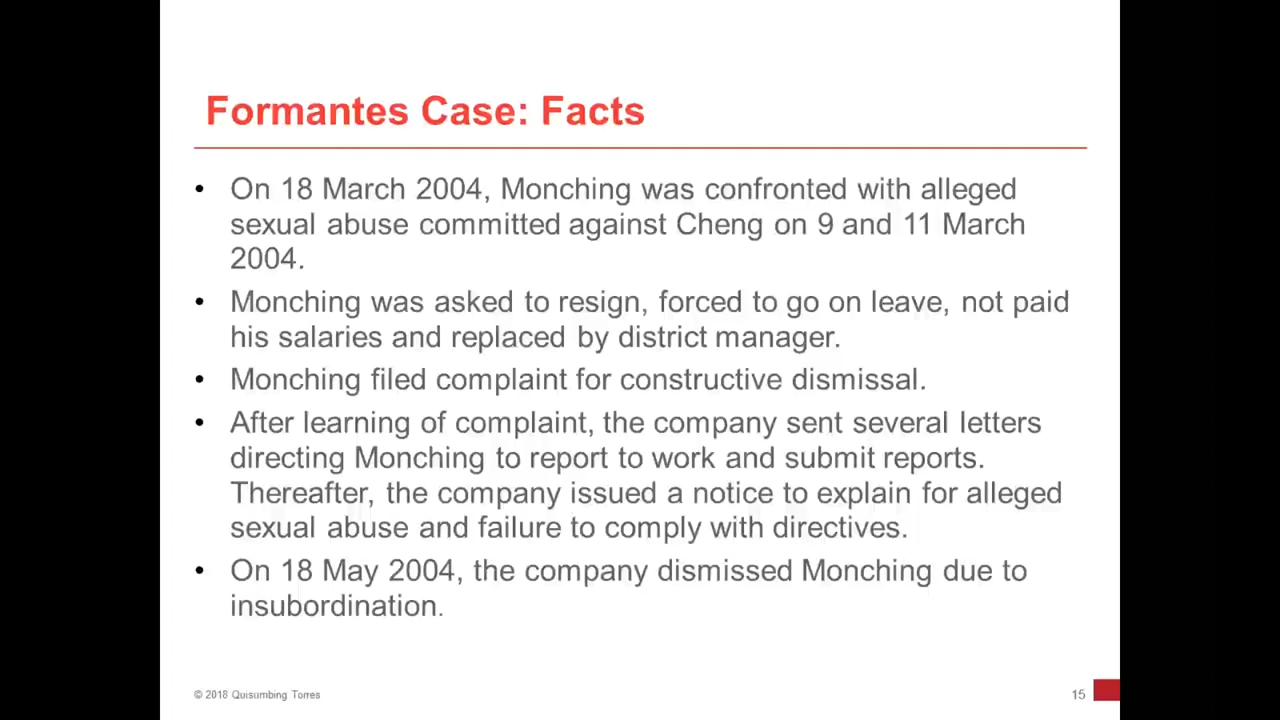 Formantes Case: Facts
• On 18 March 2004, Monching was confronted with alleged
sexual abuse committed against Cheng on 9 and 11 March
2004.
• Monching was asked to resign, forced to go on leave, not paid
his salaries and replaced by district manager.
• Monching filed complaint for constructive dismissal.
• After learning of complaint, the company sent several letters
directing Monching to report to work and submit reports.
Thereafter, the company issued a notice to explain for alleged
sexual abuse and failure to comply with directives.
• On 18 May 2004, the company dismissed Monching due to
insubordination.
© 2018 Quisumbing Torres
15